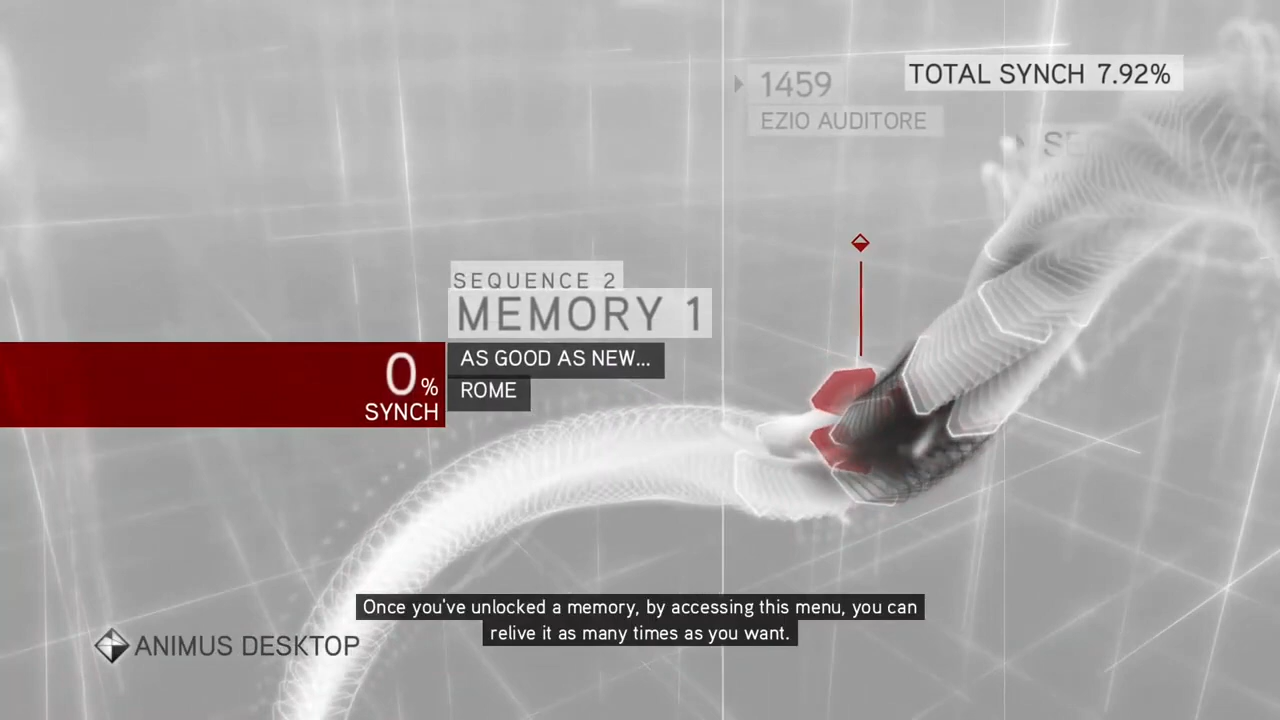 TOTAL SYNCH 7.92%
1459
EZIO AUDITORE
SE
SEQUENCE 2
MEMORY 1
0%
SYNCH
AS GOOD AS NEW...
ROME
Once you've unlocked a memory, by accessing this menu, you can
relive it as many times as you want.
ANIMUS DESKTOP